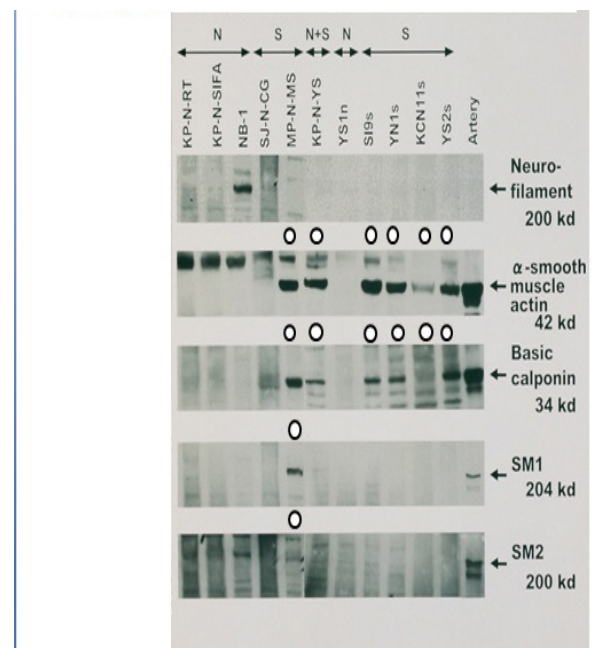 N S N+S N S
KP-N-RT
KP-N-SIFA
NB-1
SJ-N-CG
MP-N-MS
KP-N-YS
YS1n
SI9s
YN1s
KCN11s
YS2s
Artery
Neuro-
filament
200 kd
α-smooth
muscle
actin
42 kd
Basic
calponin
34 kd
SM1
204 kd
SM2
200 kd